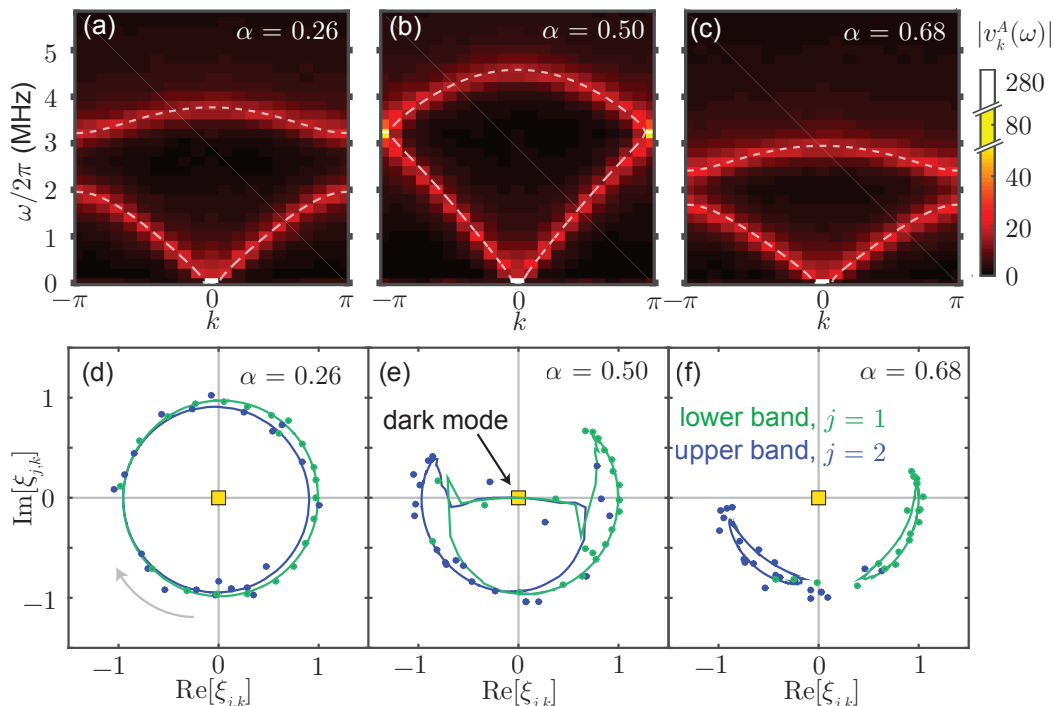 (a) α = 0.26
(b) α = 0.50
(c) α = 0.68
|v_k^A(ω)|
ω/2π (MHz)
5
4
3
2
1
0
−π 0 π
k
−π 0 π
k
−π 0 π
k
280
80
40
20
0
(d) α = 0.26
(e) α = 0.50
dark mode
(f) α = 0.68
lower band, j = 1
upper band, j = 2
Im[ξ_{j,k}]
1
0
−1
−1 0 1
Re[ξ_{j,k}]
−1 0 1
Re[ξ_{j,k}]
−1 0 1
Re[ξ_{j,k}]